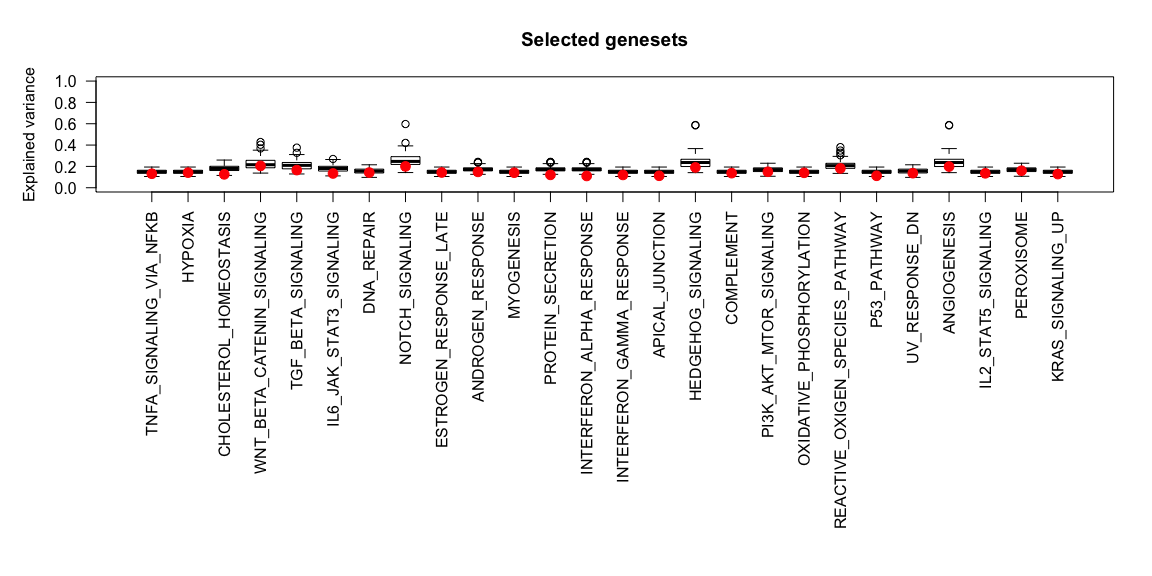 Selected genesets
Explained variance
1.0
0.8
0.6
0.4
0.2
0.0
TNFA_SIGNALING_VIA_NFKB
HYPOXIA
CHOLESTEROL_HOMEOSTASIS
WNT_BETA_CATENIN_SIGNALING
TGF_BETA_SIGNALING
IL6_JAK_STAT3_SIGNALING
DNA_REPAIR
NOTCH_SIGNALING
ESTROGEN_RESPONSE_LATE
ANDROGEN_RESPONSE
MYOGENESIS
PROTEIN_SECRETION
INTERFERON_ALPHA_RESPONSE
INTERFERON_GAMMA_RESPONSE
APICAL_JUNCTION
HEDGEHOG_SIGNALING
COMPLEMENT
PI3K_AKT_MTOR_SIGNALING
OXIDATIVE_PHOSPHORYLATION
REACTIVE_OXIGEN_SPECIES_PATHWAY
P53_PATHWAY
UV_RESPONSE_DN
ANGIOGENESIS
IL2_STAT5_SIGNALING
PEROXISOME
KRAS_SIGNALING_UP